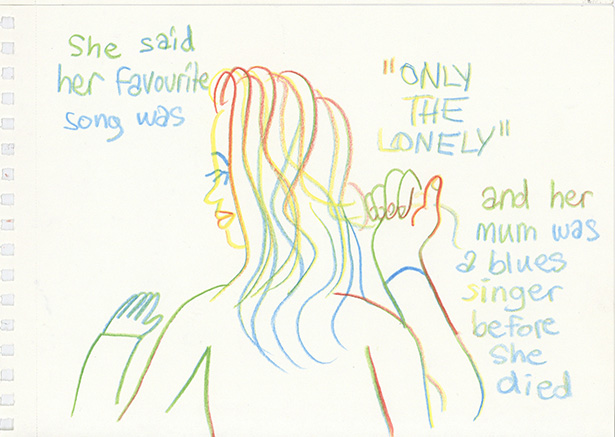 She said
her favourite
song was
"ONLY
THE
LONELY"
and her
mum was
a blues
singer
before
she
died